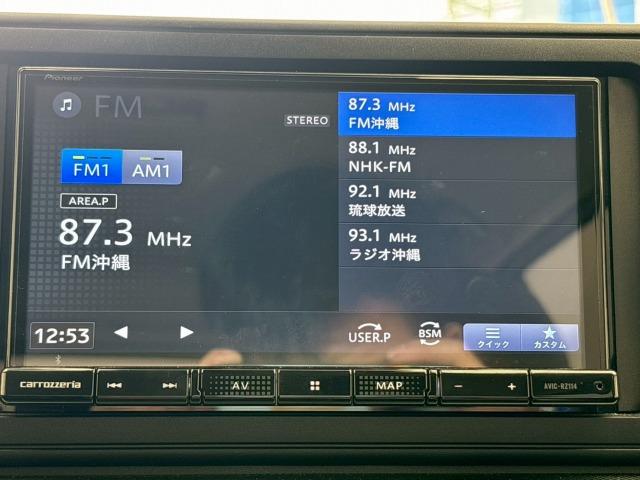 Pioneer
FM
STEREO
FM1 AM1
AREA.P
87.3 MHz
FM沖縄
87.3 MHz
FM沖縄
88.1 MHz
NHK-FM
92.1 MHz
琉球放送
93.1 MHz
ラジオ沖縄
12:53
USER.P
BSM
クイック
カスタム
carrozzeria
AV
MAP
− +
AVIC-RZ114